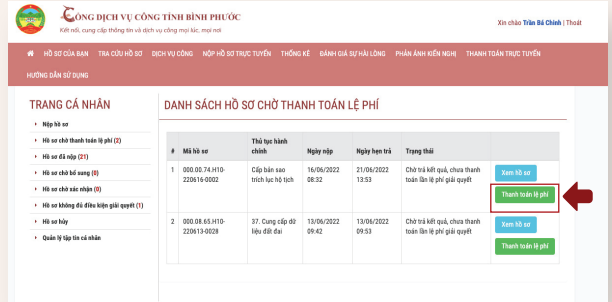 CỔNG DỊCH VỤ CÔNG TỈNH BÌNH PHƯỚC
Kết nối, cung cấp thông tin và dịch vụ công mọi lúc, mọi nơi
Xin chào Trần Bá Chinh | Thoát
HỒ SƠ CỦA BẠN TRA CỨU HỒ SƠ DỊCH VỤ CÔNG NỘP HỒ SƠ TRỰC TUYẾN THỐNG KÊ ĐÁNH GIÁ SỰ HÀI LÒNG PHẢN ÁNH KIẾN NGHỊ THANH TOÁN TRỰC TUYẾN
HƯỚNG DẪN SỬ DỤNG
TRANG CÁ NHÂN
Nộp hồ sơ
Hồ sơ chờ thanh toán lệ phí (2)
Hồ sơ đã nộp (21)
Hồ sơ chờ bổ sung (0)
Hồ sơ chờ xác nhận (0)
Hồ sơ không đủ điều kiện giải quyết (1)
Hồ sơ hủy
Quản lý tập tin cá nhân
DANH SÁCH HỒ SƠ CHỜ THANH TOÁN LỆ PHÍ
# Mã hồ sơ Thủ tục hành chính Ngày nộp Ngày hẹn trả Trạng thái
1 000.00.74.H10- Cấp bản sao 16/06/2022 21/06/2022 Chờ trả kết quả, chưa thanh
220616-0002 trích lục hộ tịch 08:32 13:53 toán lần lệ phí giải quyết
Xem hồ sơ
Thanh toán lệ phí
2 000.08.65.H10- 37. Cung cấp dữ 13/06/2022 13/06/2022 Chờ trả kết quả, chưa thanh
220613-0028 liệu đất đai 09:42 09:53 toán lần lệ phí giải quyết
Xem hồ sơ
Thanh toán lệ phí